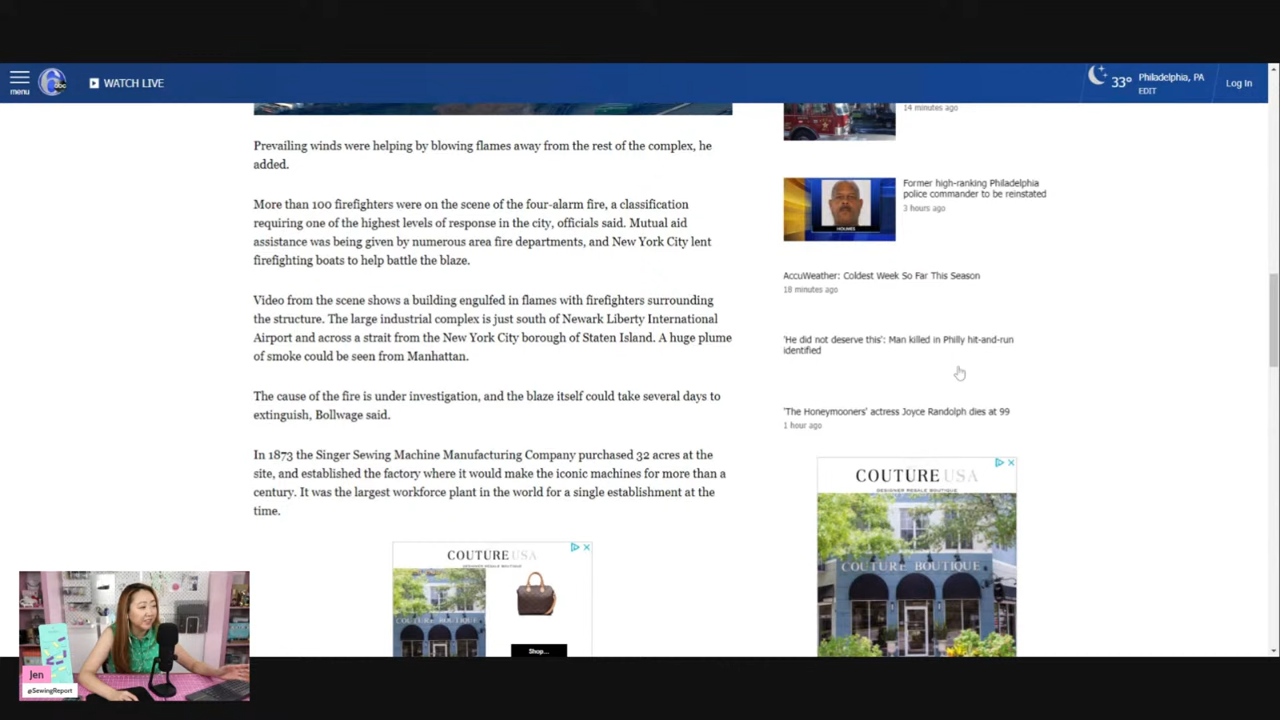 menu
6
abc
WATCH LIVE
33°
Philadelphia, PA
EDIT
Log In
Prevailing winds were helping by blowing flames away from the rest of the complex, he
added.
More than 100 firefighters were on the scene of the four-alarm fire, a classification
requiring one of the highest levels of response in the city, officials said. Mutual aid
assistance was being given by numerous area fire departments, and New York City lent
firefighting boats to help battle the blaze.
Video from the scene shows a building engulfed in flames with firefighters surrounding
the structure. The large industrial complex is just south of Newark Liberty International
Airport and across a strait from the New York City borough of Staten Island. A huge plume
of smoke could be seen from Manhattan.
The cause of the fire is under investigation, and the blaze itself could take several days to
extinguish, Bollwage said.
In 1873 the Singer Sewing Machine Manufacturing Company purchased 32 acres at the
site, and established the factory where it would make the iconic machines for more than a
century. It was the largest workforce plant in the world for a single establishment at the
time.
COUTURE USA
Shop...
14 minutes ago
HOLMES
Former high-ranking Philadelphia
police commander to be reinstated
3 hours ago
AccuWeather: Coldest Week So Far This Season
18 minutes ago
'He did not deserve this': Man killed in Philly hit-and-run
identified
'The Honeymooners' actress Joyce Randolph dies at 99
1 hour ago
COUTURE USA
DESIGNER RESALE BOUTIQUE
COUTURE BOUTIQUE
Jen
@SewingReport